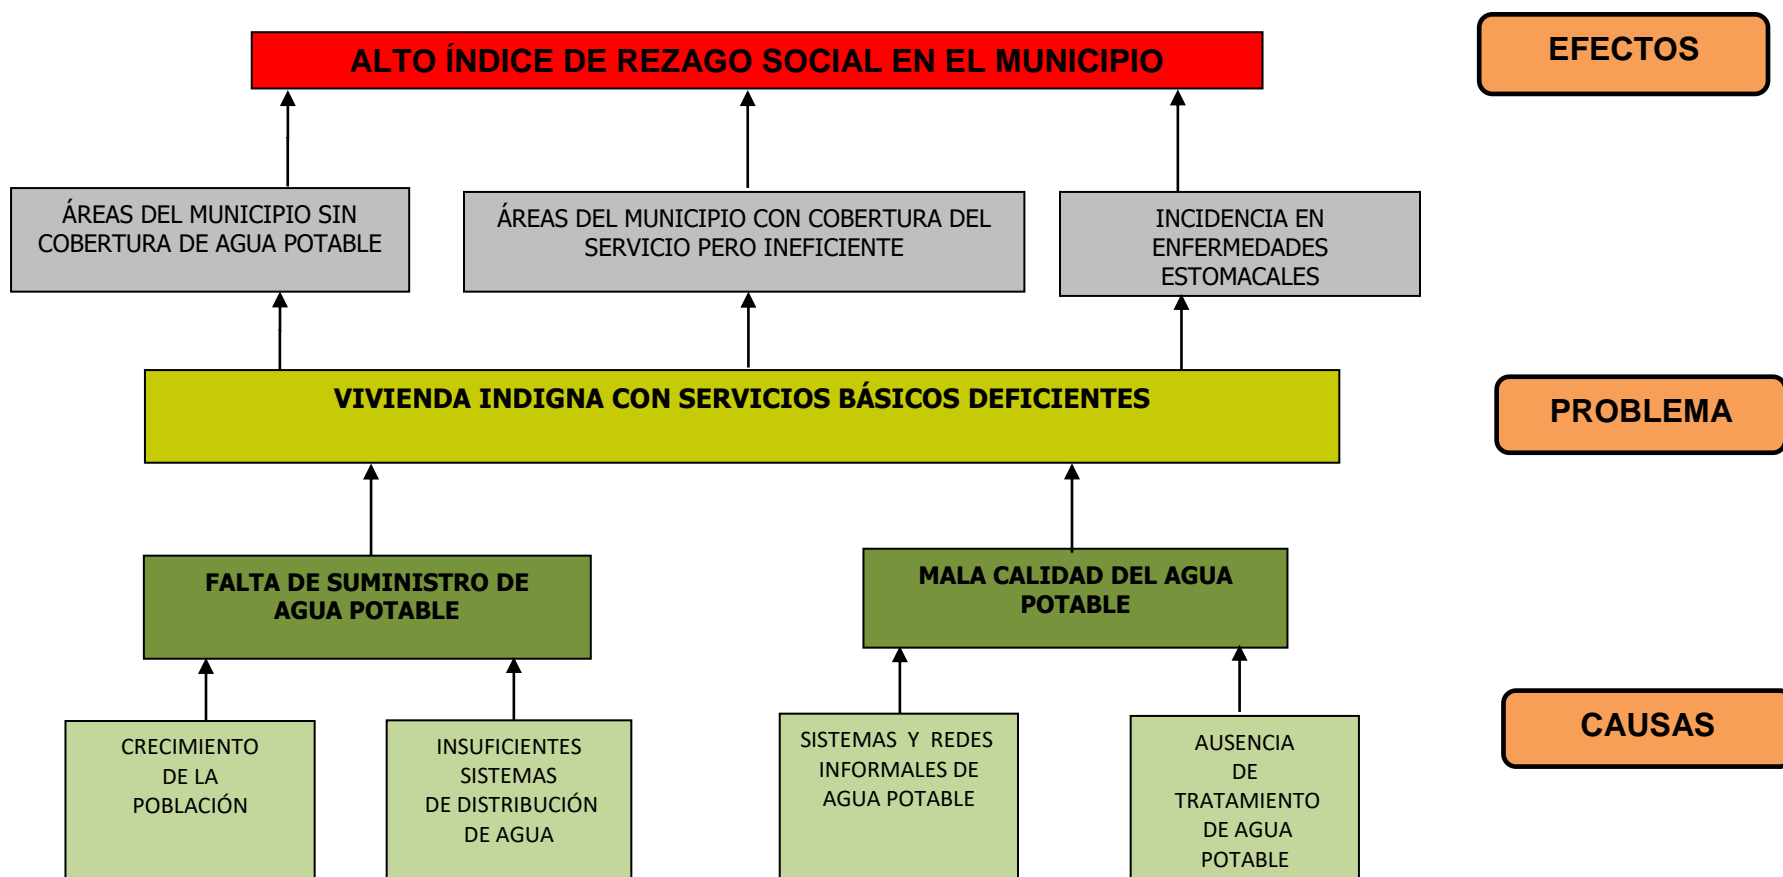 ALTO ÍNDICE DE REZAGO SOCIAL EN EL MUNICIPIO
EFECTOS
ÁREAS DEL MUNICIPIO SIN
COBERTURA DE AGUA POTABLE
ÁREAS DEL MUNICIPIO CON COBERTURA DEL
SERVICIO PERO INEFICIENTE
INCIDENCIA EN
ENFERMEDADES
ESTOMACALES
VIVIENDA INDIGNA CON SERVICIOS BÁSICOS DEFICIENTES
PROBLEMA
FALTA DE SUMINISTRO DE
AGUA POTABLE
MALA CALIDAD DEL AGUA
POTABLE
CRECIMIENTO
DE LA
POBLACIÓN
INSUFICIENTES
SISTEMAS
DE DISTRIBUCIÓN
DE AGUA
SISTEMAS Y REDES
INFORMALES DE
AGUA POTABLE
AUSENCIA
DE
TRATAMIENTO
DE AGUA
POTABLE
CAUSAS